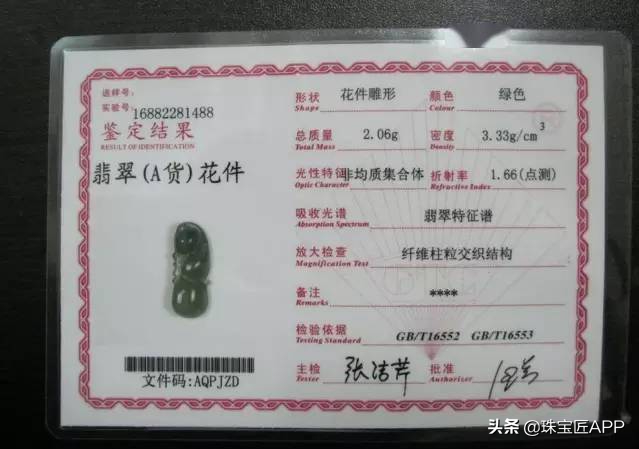 送样号:
实验号: 16882281488
鉴定结果
RESULT OF IDENTIFICATION
翡翠(A货)花件
文件码:AQPJZD
形状 花件雕形 颜色 绿色
Shape Colour
总质量 2.06g 密度 3.33g/cm3
Total Mass Density
光性特征 非均质集合体 折射率 1.66(点测)
Optic Character Refractive Index
吸收光谱 翡翠特征谱
Absorption Spectrum
放大检查 纤维柱粒交织结构
Magnification Test
备注 ****
Remarks
检验依据 GB/T16552 GB/T16553
Testing Standard
主检 张洁芹 批准
Tester Authorizer
头条 @珠宝匠APP